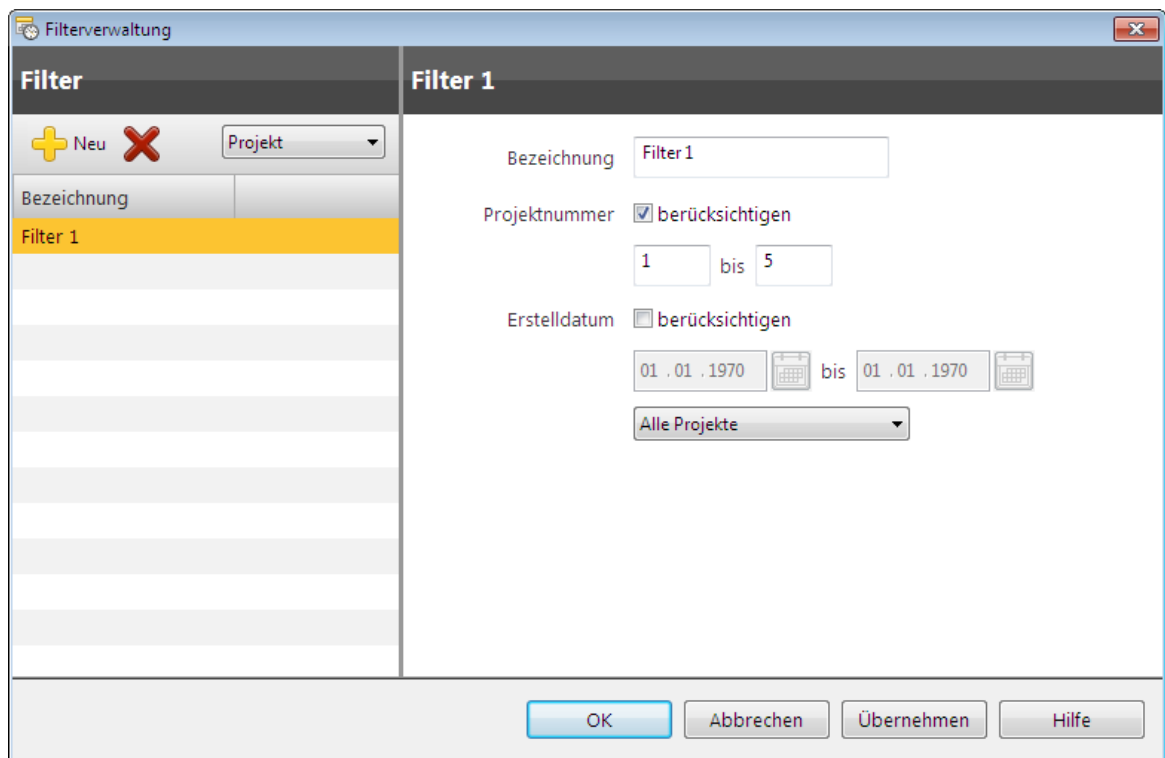 Filterverwaltung
Filter
Filter 1
Neu
Projekt
Bezeichnung
Filter 1
Bezeichnung
Filter 1
Projektnummer berücksichtigen
1 bis 5
Erstelldatum berücksichtigen
01 . 01 . 1970 bis 01 . 01 . 1970
Alle Projekte
OK Abbrechen Übernehmen Hilfe